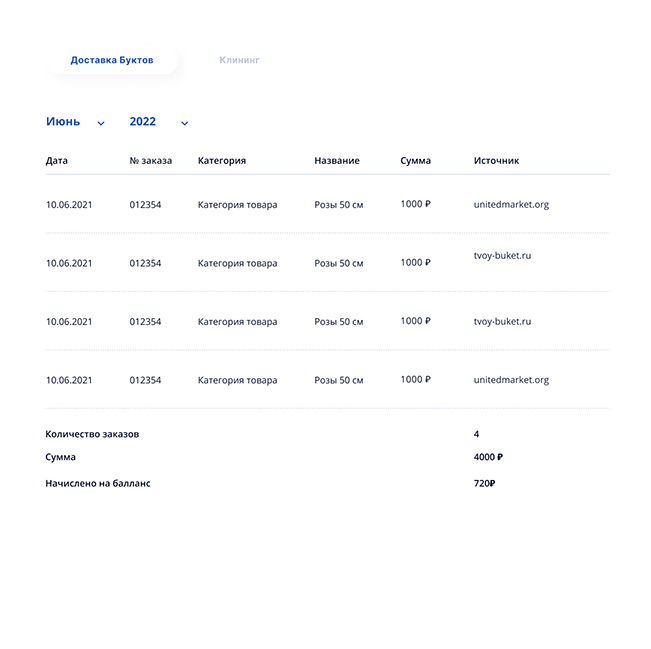 Доставка Буктов Клининг
Июнь 2022
Дата № заказа Категория Название Сумма Источник
10.06.2021 012354 Категория товара Розы 50 см 1000 ₽ unitedmarket.org
10.06.2021 012354 Категория товара Розы 50 см 1000 ₽ tvoy-buket.ru
10.06.2021 012354 Категория товара Розы 50 см 1000 ₽ tvoy-buket.ru
10.06.2021 012354 Категория товара Розы 50 см 1000 ₽ unitedmarket.org
Количество заказов 4
Сумма 4000 ₽
Начислено на балланс 720₽